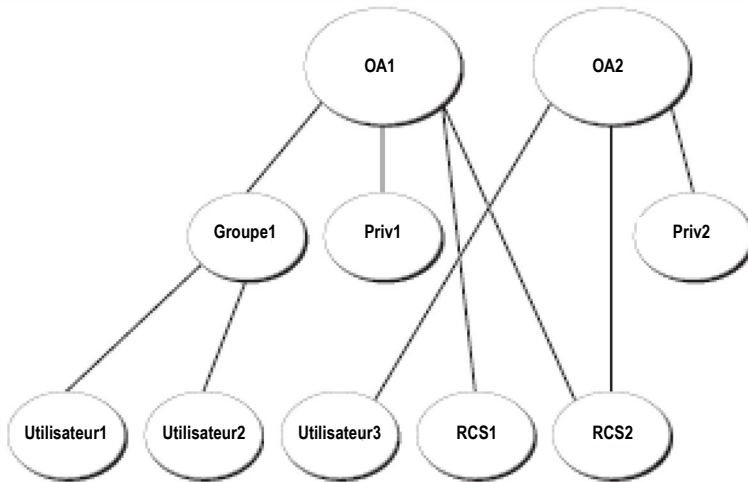 OA1
OA2
Groupe1
Priv1
Priv2
Utilisateur1
Utilisateur2
Utilisateur3
RCS1
RCS2